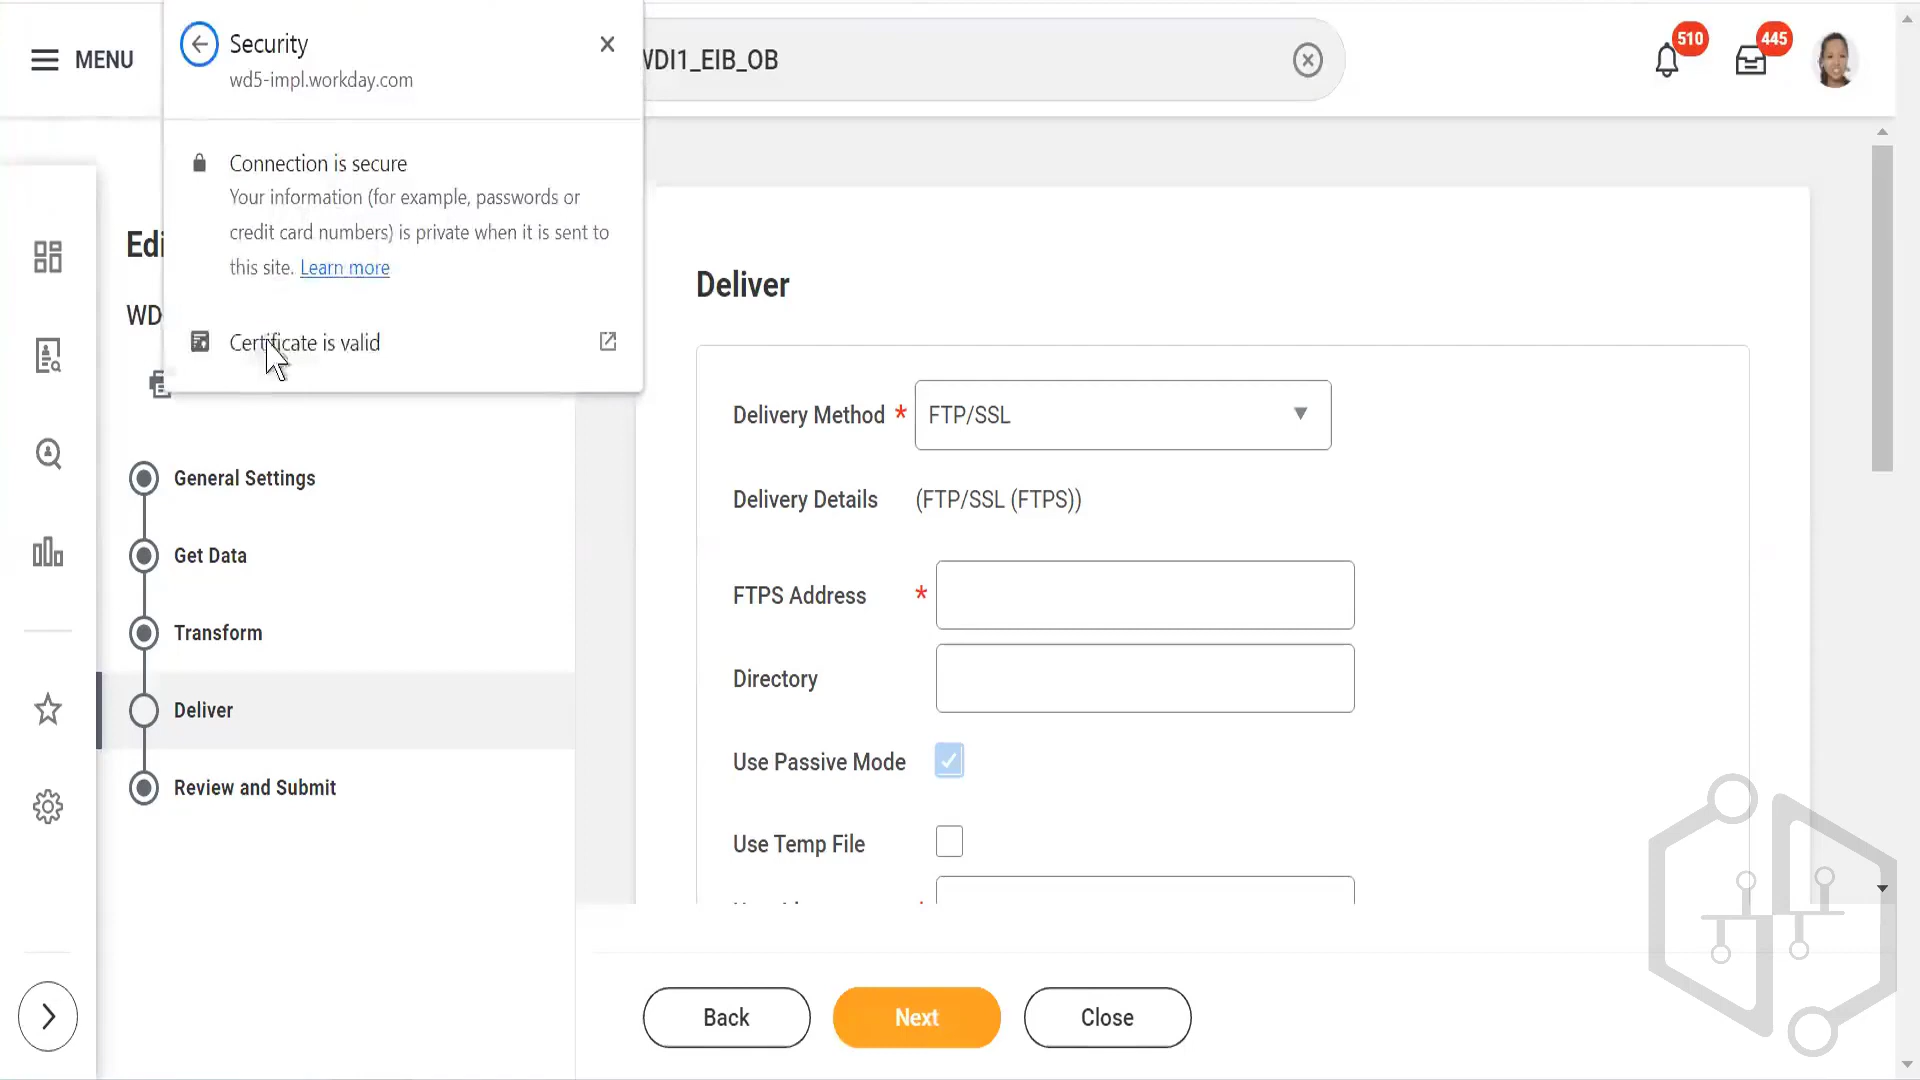 MENU
Security
wd5-impl.workday.com
WDI1_EIB_OB
510
445
Connection is secure
Your information (for example, passwords or
credit card numbers) is private when it is sent to
this site. Learn more
Certificate is valid
Edi
WD
General Settings
Get Data
Transform
Deliver
Review and Submit
Deliver
Delivery Method *
FTP/SSL
Delivery Details (FTP/SSL (FTPS))
FTPS Address *
Directory
Use Passive Mode
Use Temp File
Back
Next
Close